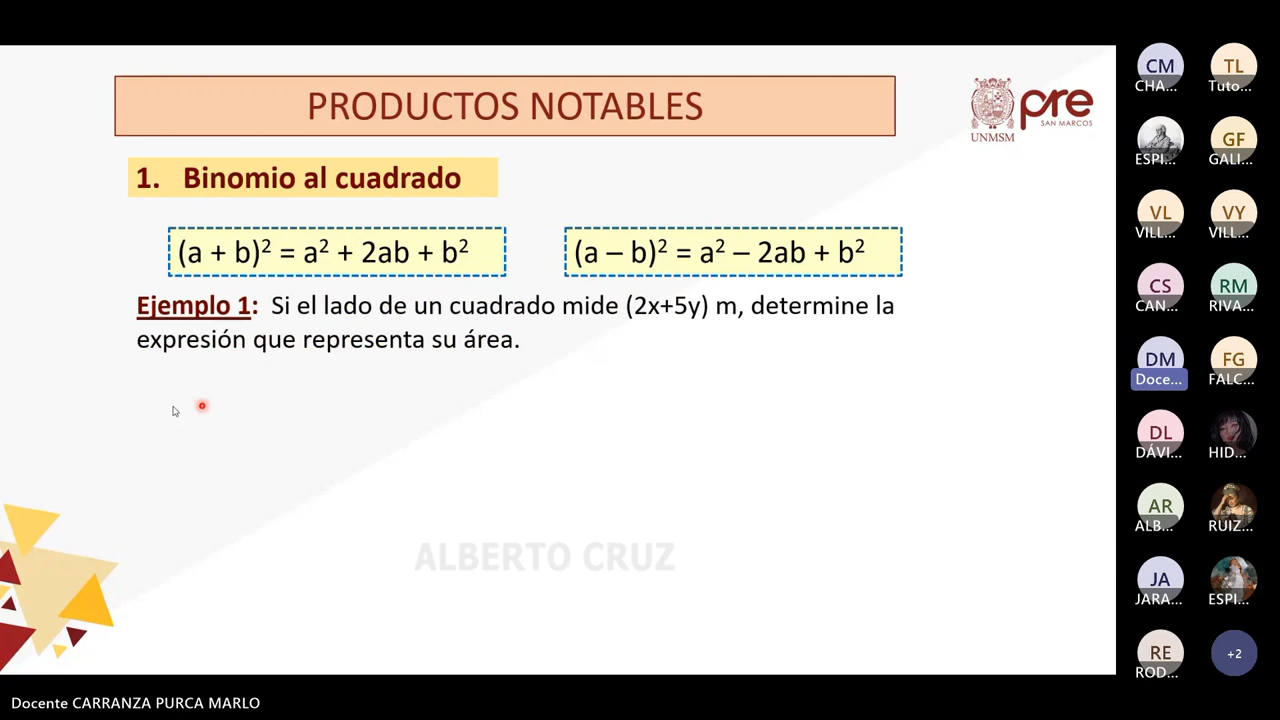 PRODUCTOS NOTABLES
UNMSM
pre
SAN MARCOS
1. Binomio al cuadrado
(a + b)² = a² + 2ab + b²
(a – b)² = a² – 2ab + b²
Ejemplo 1: Si el lado de un cuadrado mide (2x+5y) m, determine la
expresión que representa su área.
ALBERTO CRUZ
CM
TL
CHA...
Tuto...
GF
ESPI...
GALI...
VL
VY
VILL...
VILL...
CS
RM
CAN...
RIVA...
DM
FG
Doce...
FALC...
DL
DÁVI...
HID...
AR
ALB...
RUIZ...
JA
JARA...
ESPI...
RE
+2
ROD...
Docente CARRANZA PURCA MARLO